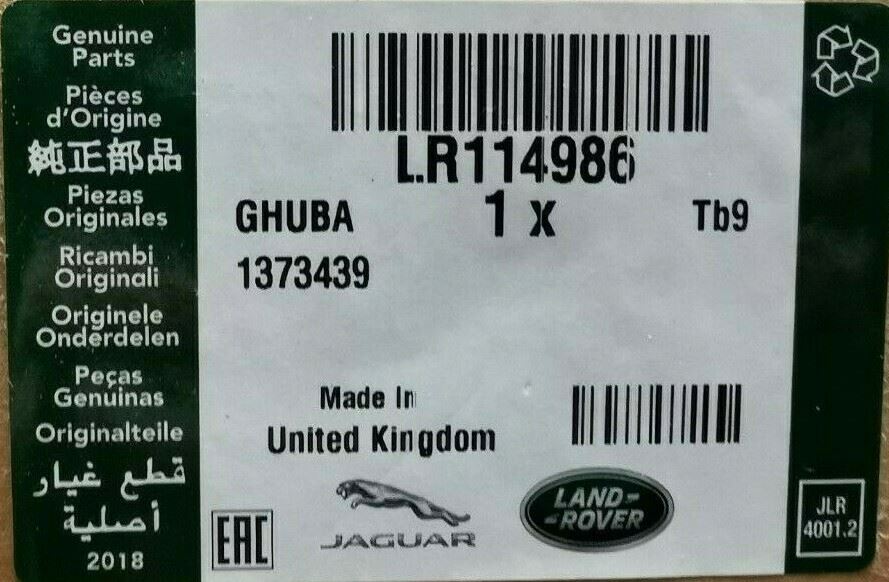 Genuine
Parts
Pièces
d'Origine
純正部品
Piezas
Originales
Ricambi
Originali
Originele
Onderdelen
Peças
Genuinas
Originalteile
قطع غيار
أصلية
2018
LR114986
GHUBA 1 x Tb9
1373439
Made In
United Kingdom
EAC
JAGUAR
LAND-
-ROVER
JLR
4001.2